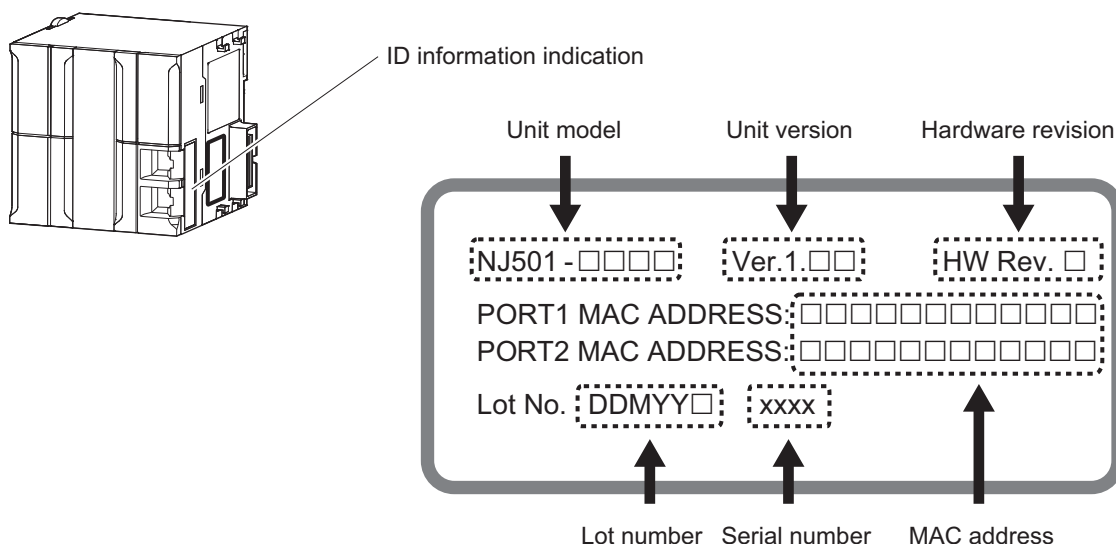 ID information indication
Unit model Unit version Hardware revision
NJ501 - □□□□ Ver.1.□□ HW Rev. □
PORT1 MAC ADDRESS: □□□□□□□□□□□□
PORT2 MAC ADDRESS: □□□□□□□□□□□□
Lot No. DDMYY□ xxxx
Lot number Serial number MAC address